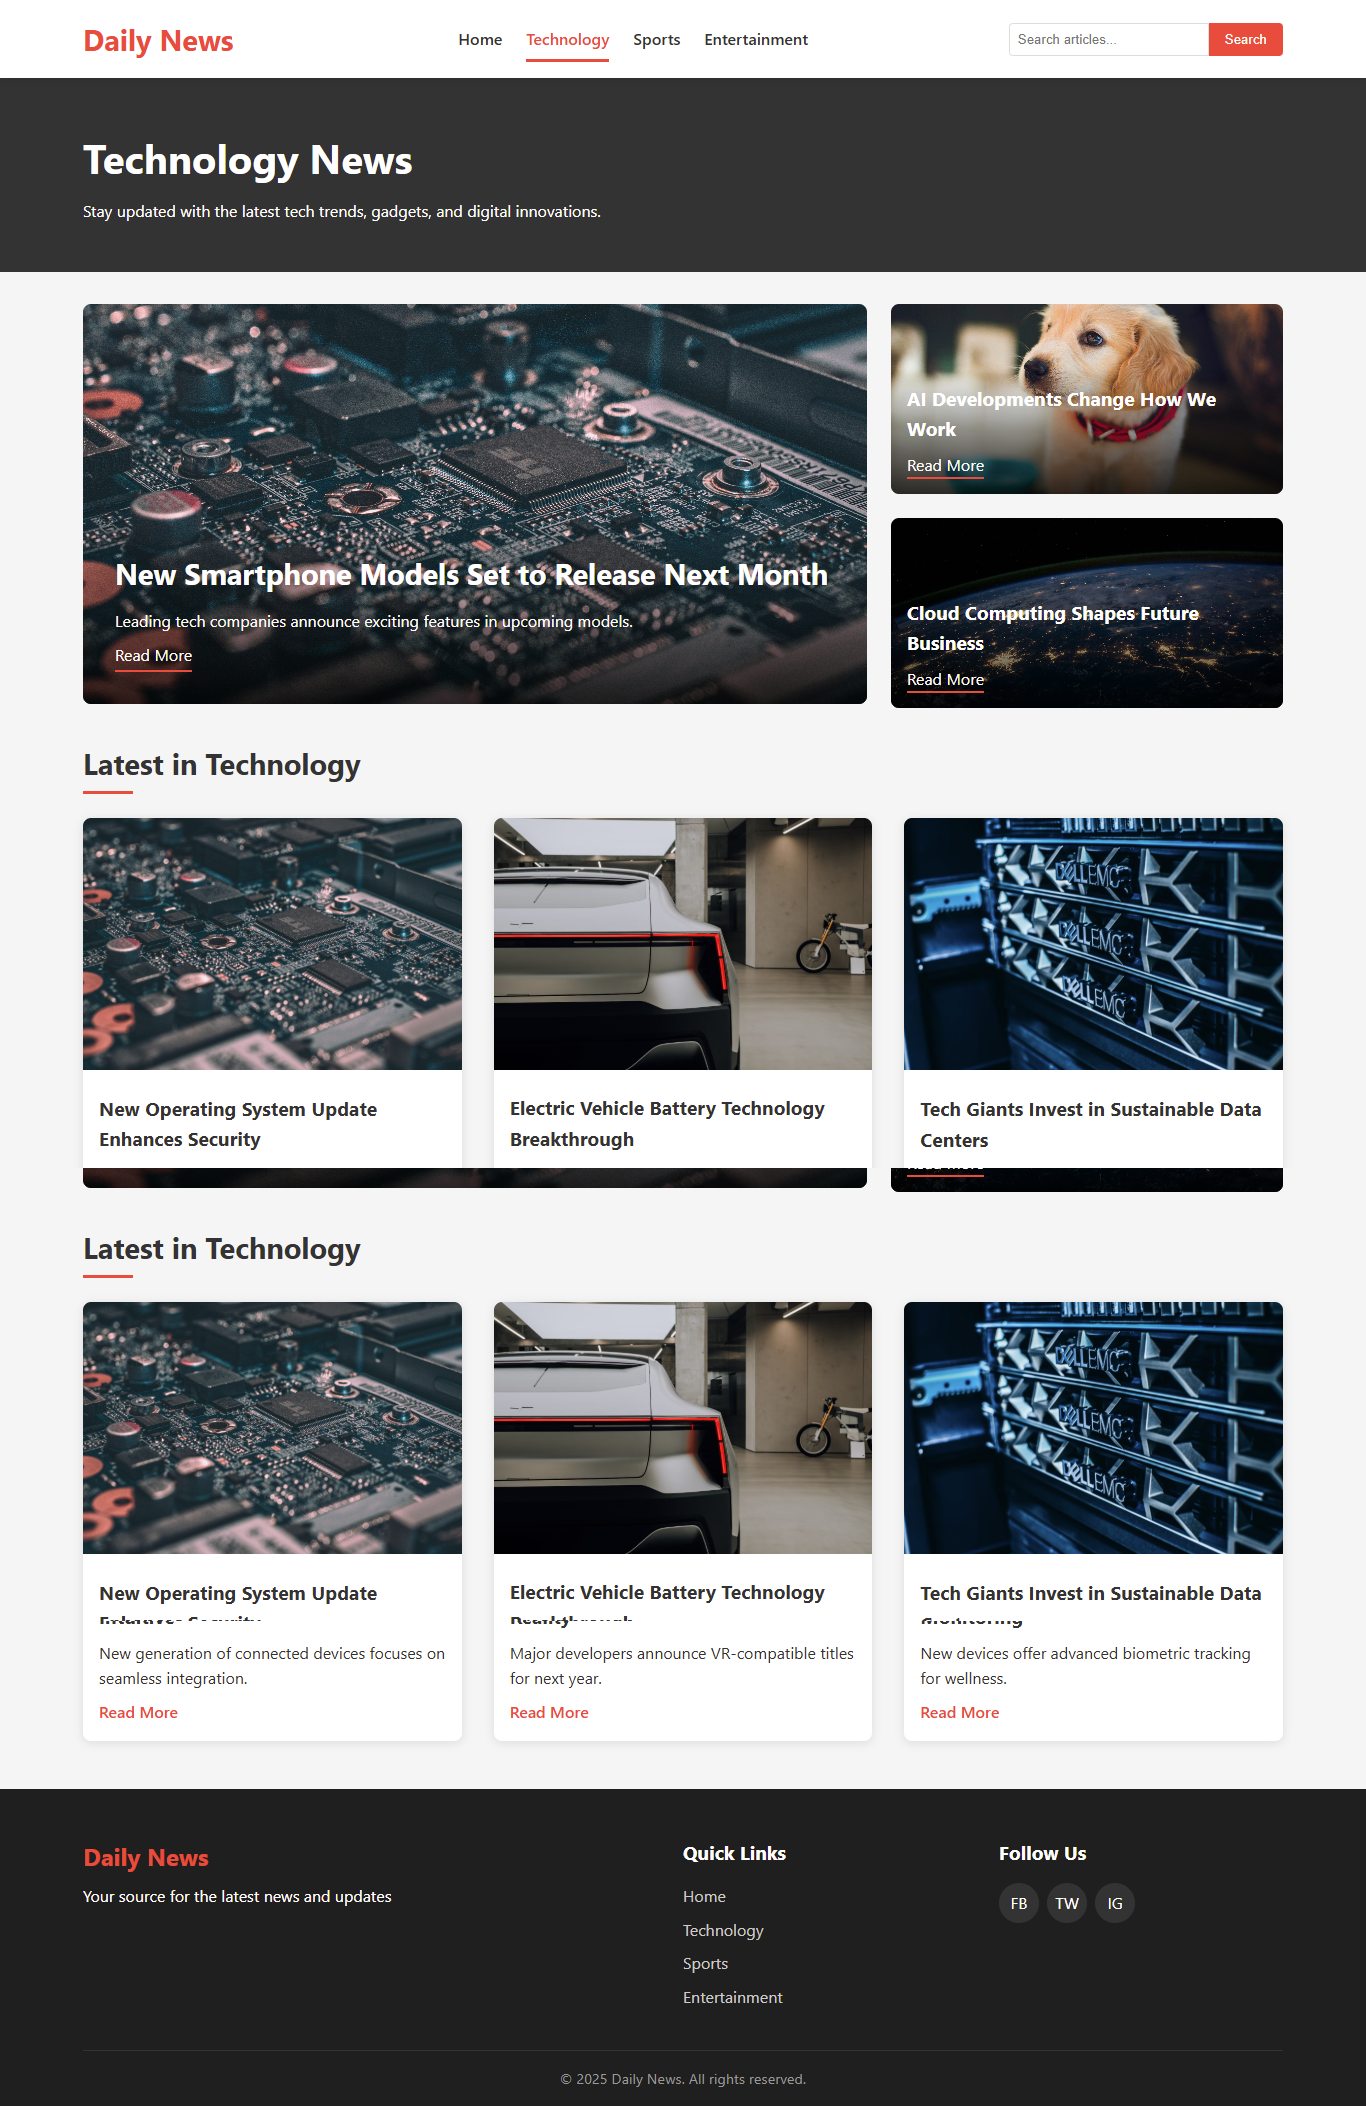 Daily News
Home Technology Sports Entertainment
Search articles...
Search
Technology News
Stay updated with the latest tech trends, gadgets, and digital innovations.
New Smartphone Models Set to Release Next Month
Leading tech companies announce exciting features in upcoming models.
Read More
AI Developments Change How We
Work
Read More
Cloud Computing Shapes Future
Business
Read More
Latest in Technology
DELLEMC
DELLEMC
DELLEMC
New Operating System Update
Enhances Security
Electric Vehicle Battery Technology
Breakthrough
Tech Giants Invest in Sustainable Data
Centers
Latest in Technology
DELLEMC
DELLEMC
DELLEMC
New Operating System Update
Electric Vehicle Battery Technology
Tech Giants Invest in Sustainable Data
New generation of connected devices focuses on
seamless integration.
Read More
Major developers announce VR-compatible titles
for next year.
Read More
New devices offer advanced biometric tracking
for wellness.
Read More
Daily News
Your source for the latest news and updates
Quick Links
Home
Technology
Sports
Entertainment
Follow Us
FB TW IG
© 2025 Daily News. All rights reserved.